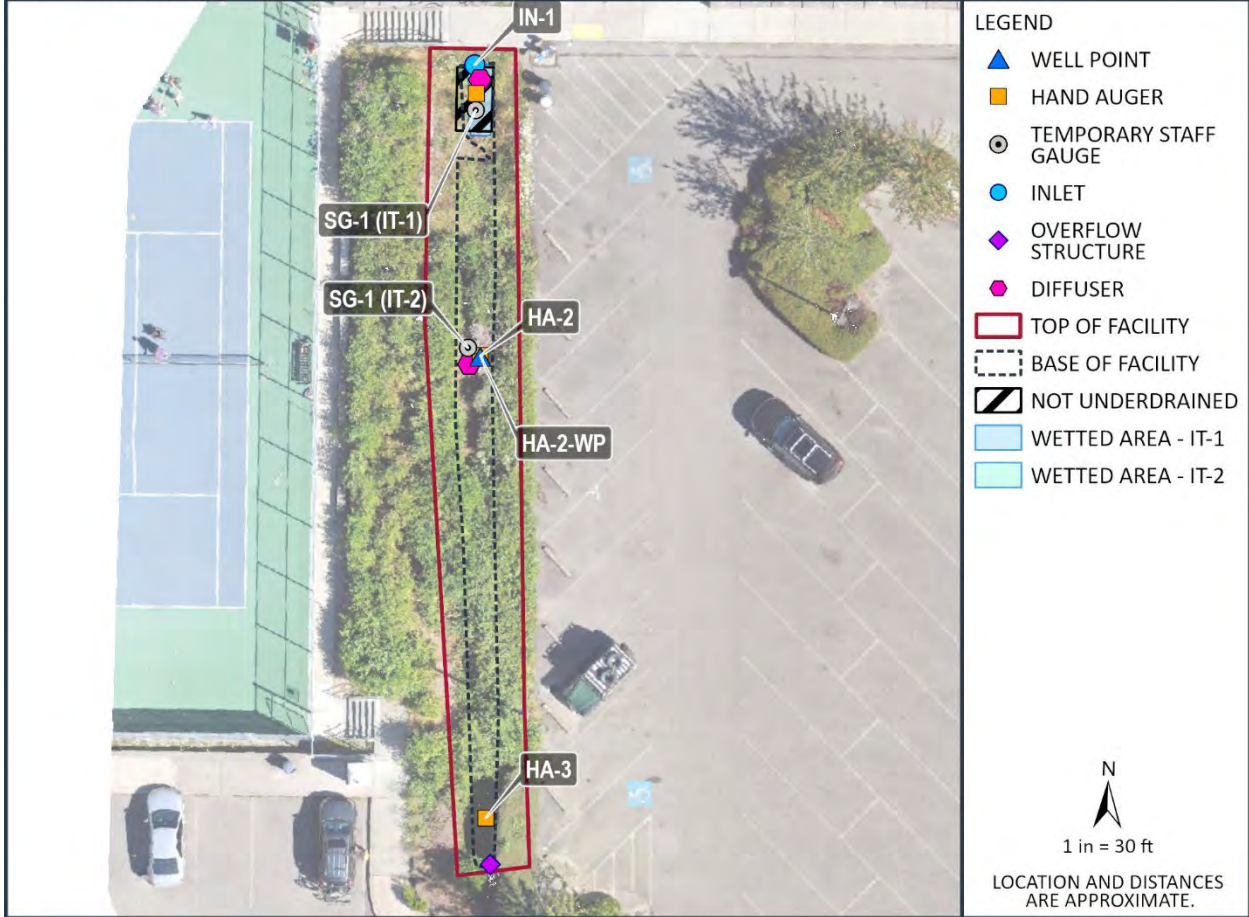 IN-1
SG-1 (IT-1)
SG-1 (IT-2)
HA-2
HA-2-WP
HA-3
LEGEND
WELL POINT
HAND AUGER
TEMPORARY STAFF
GAUGE
INLET
OVERFLOW
STRUCTURE
DIFFUSER
TOP OF FACILITY
BASE OF FACILITY
NOT UNDERDRAINED
WETTED AREA - IT-1
WETTED AREA - IT-2
N
1 in = 30 ft
LOCATION AND DISTANCES
ARE APPROXIMATE.